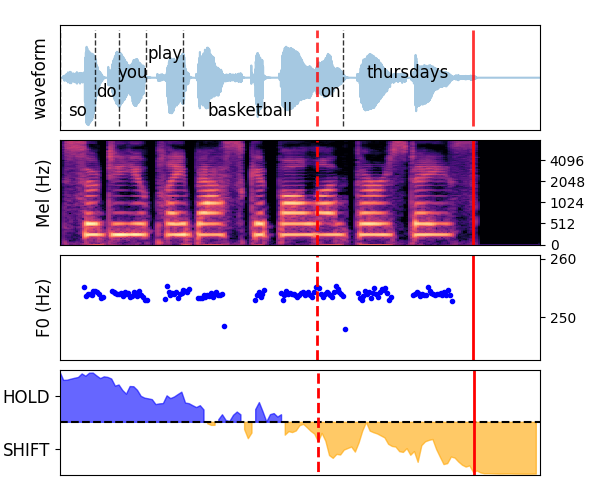 waveform
so
do
you
play
basketball
on
thursdays
Mel (Hz)
4096
2048
1024
512
0
F0 (Hz)
260
250
HOLD
SHIFT